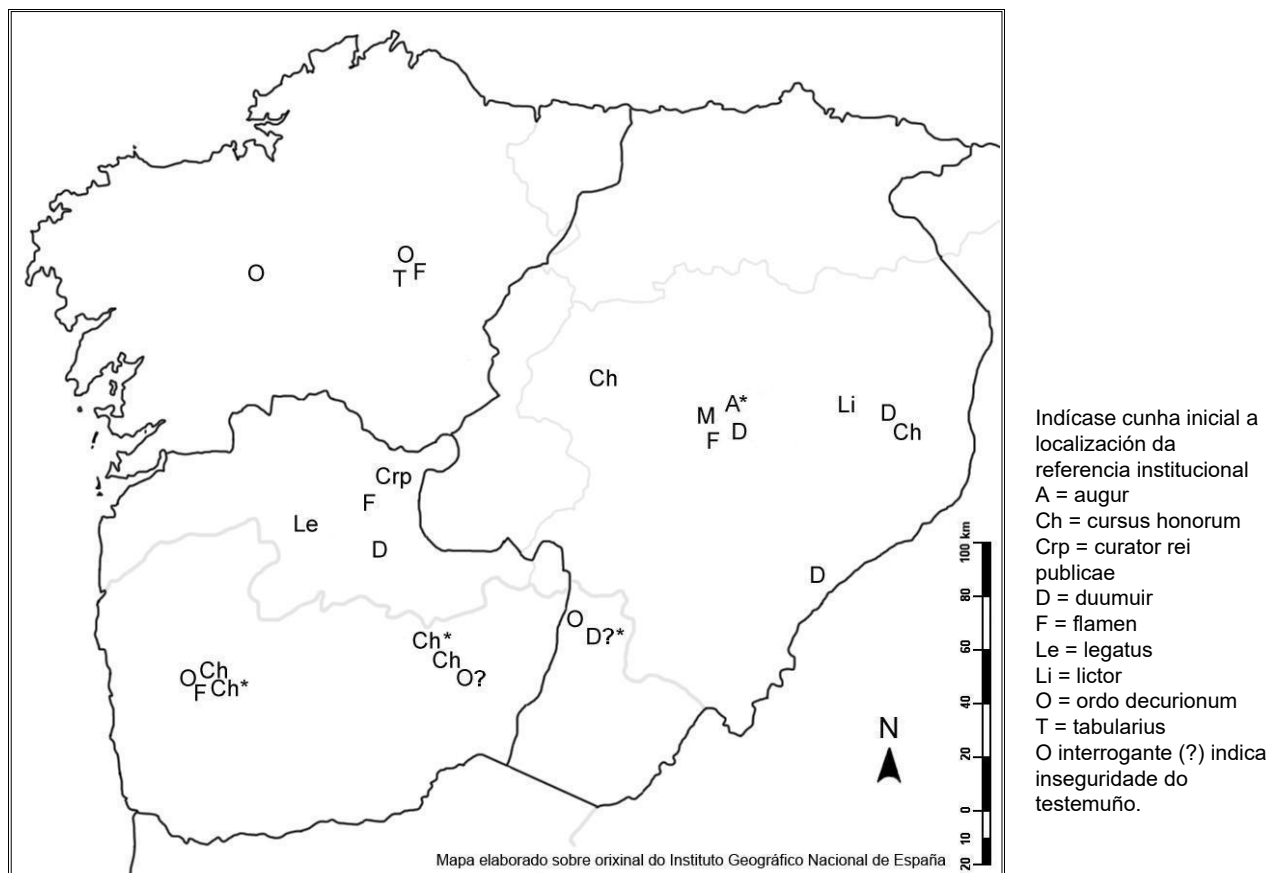 O
O
T F
Ch
M A*
F D
Li
D
Ch
Crp
F
Le
D
D
O
D?*
Ch*
Ch
O?
O Ch
F Ch*
N
100 km
80
60
40
20
0
10
20
Mapa elaborado sobre orixinal do Instituto Geográfico Nacional de España
Indícase cunha inicial a
localización da
referencia institucional
A = augur
Ch = cursus honorum
Crp = curator rei
publicae
D = duumuir
F = flamen
Le = legatus
Li = lictor
O = ordo decurionum
T = tabularius
O interrogante (?) indica
inseguridade do
testemuño.